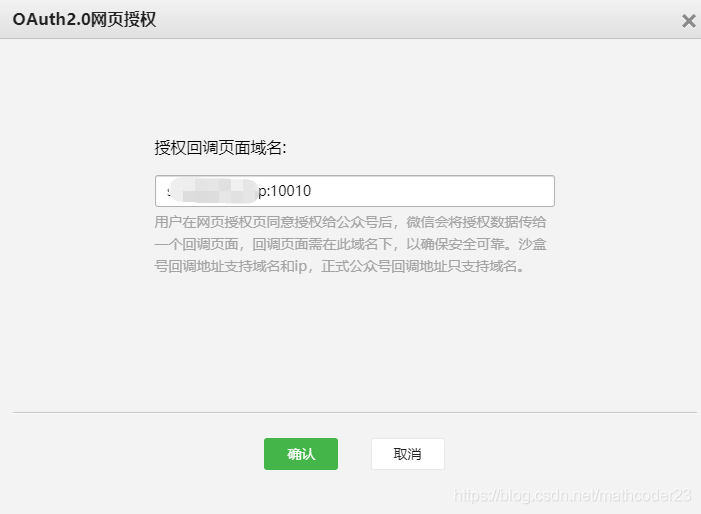 OAuth2.0网页授权
授权回调页面域名:
p:10010
用户在网页授权页同意授权给公众号后，微信会将授权数据传给
一个回调页面，回调页面需在此域名下，以确保安全可靠。沙盒
号回调地址支持域名和ip，正式公众号回调地址只支持域名。
确认
取消
https://blog.csdn.net/mathcoder23